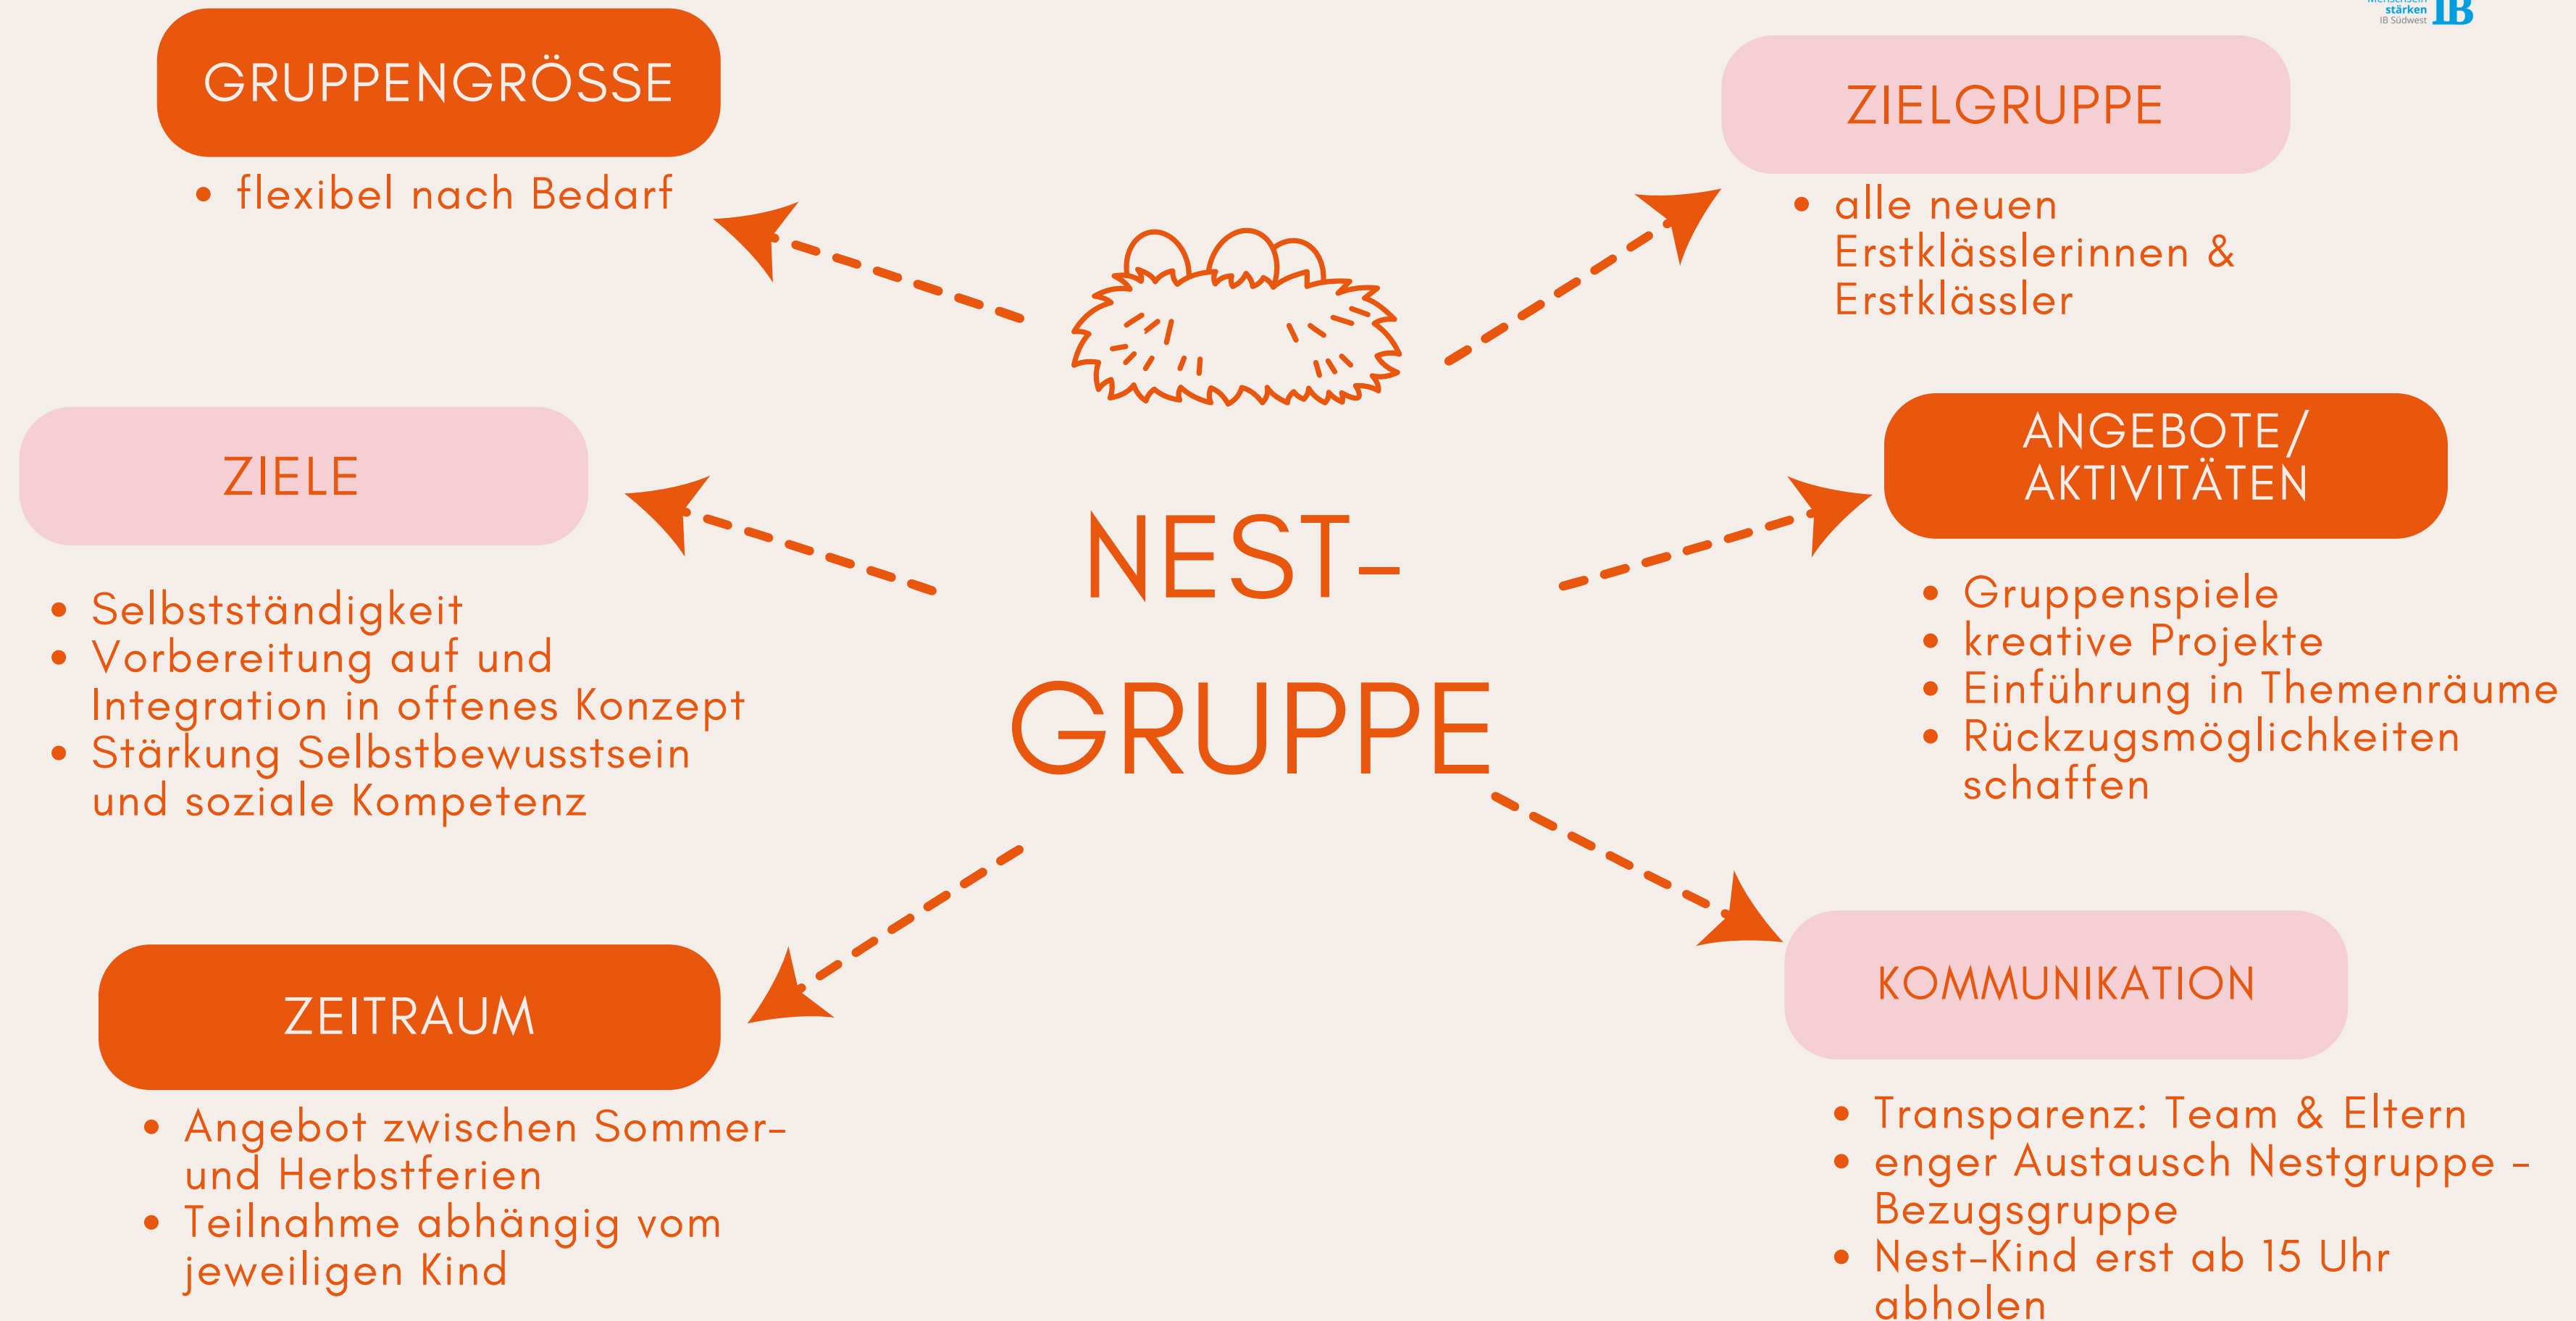 Menschsein
stärken
IB Südwest
IB
GRUPPENGRÖSSE
• flexibel nach Bedarf
ZIELGRUPPE
• alle neuen
Erstklässlerinnen &
Erstklässler
ZIELE
• Selbstständigkeit
• Vorbereitung auf und
Integration in offenes Konzept
• Stärkung Selbstbewusstsein
und soziale Kompetenz
NEST-
GRUPPE
ANGEBOTE/
AKTIVITÄTEN
• Gruppenspiele
• kreative Projekte
• Einführung in Themenräume
• Rückzugsmöglichkeiten
schaffen
ZEITRAUM
• Angebot zwischen Sommer-
und Herbstferien
• Teilnahme abhängig vom
jeweiligen Kind
KOMMUNIKATION
• Transparenz: Team & Eltern
• enger Austausch Nestgruppe -
Bezugsgruppe
• Nest-Kind erst ab 15 Uhr
abholen